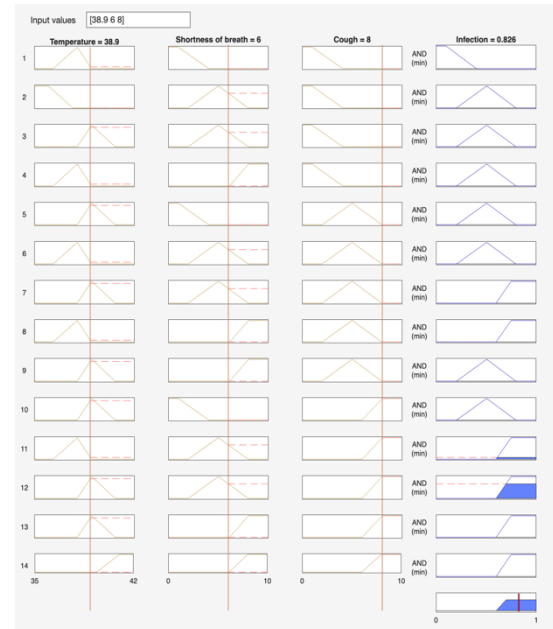 Input values [38.9 6 8]
Temperature = 38.9 Shortness of breath = 6 Cough = 8 Infection = 0.826
1 AND
(min)
2 AND
(min)
3 AND
(min)
4 AND
(min)
5 AND
(min)
6 AND
(min)
7 AND
(min)
8 AND
(min)
9 AND
(min)
10 AND
(min)
11 AND
(min)
12 AND
(min)
13 AND
(min)
14 AND
(min)
35 42 0 10 0 10
0 1